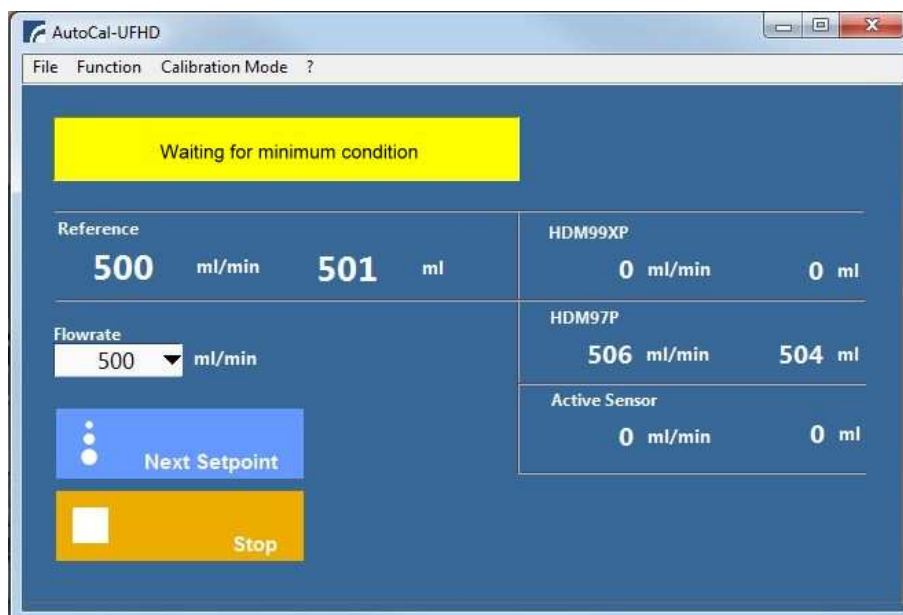 AutoCal-UFHD
File Function Calibration Mode ?
Waiting for minimum condition
Reference
500 ml/min 501 ml
HDM99XP
0 ml/min 0 ml
Flowrate
500 ml/min
HDM97P
506 ml/min 504 ml
Active Sensor
0 ml/min 0 ml
Next Setpoint
Stop